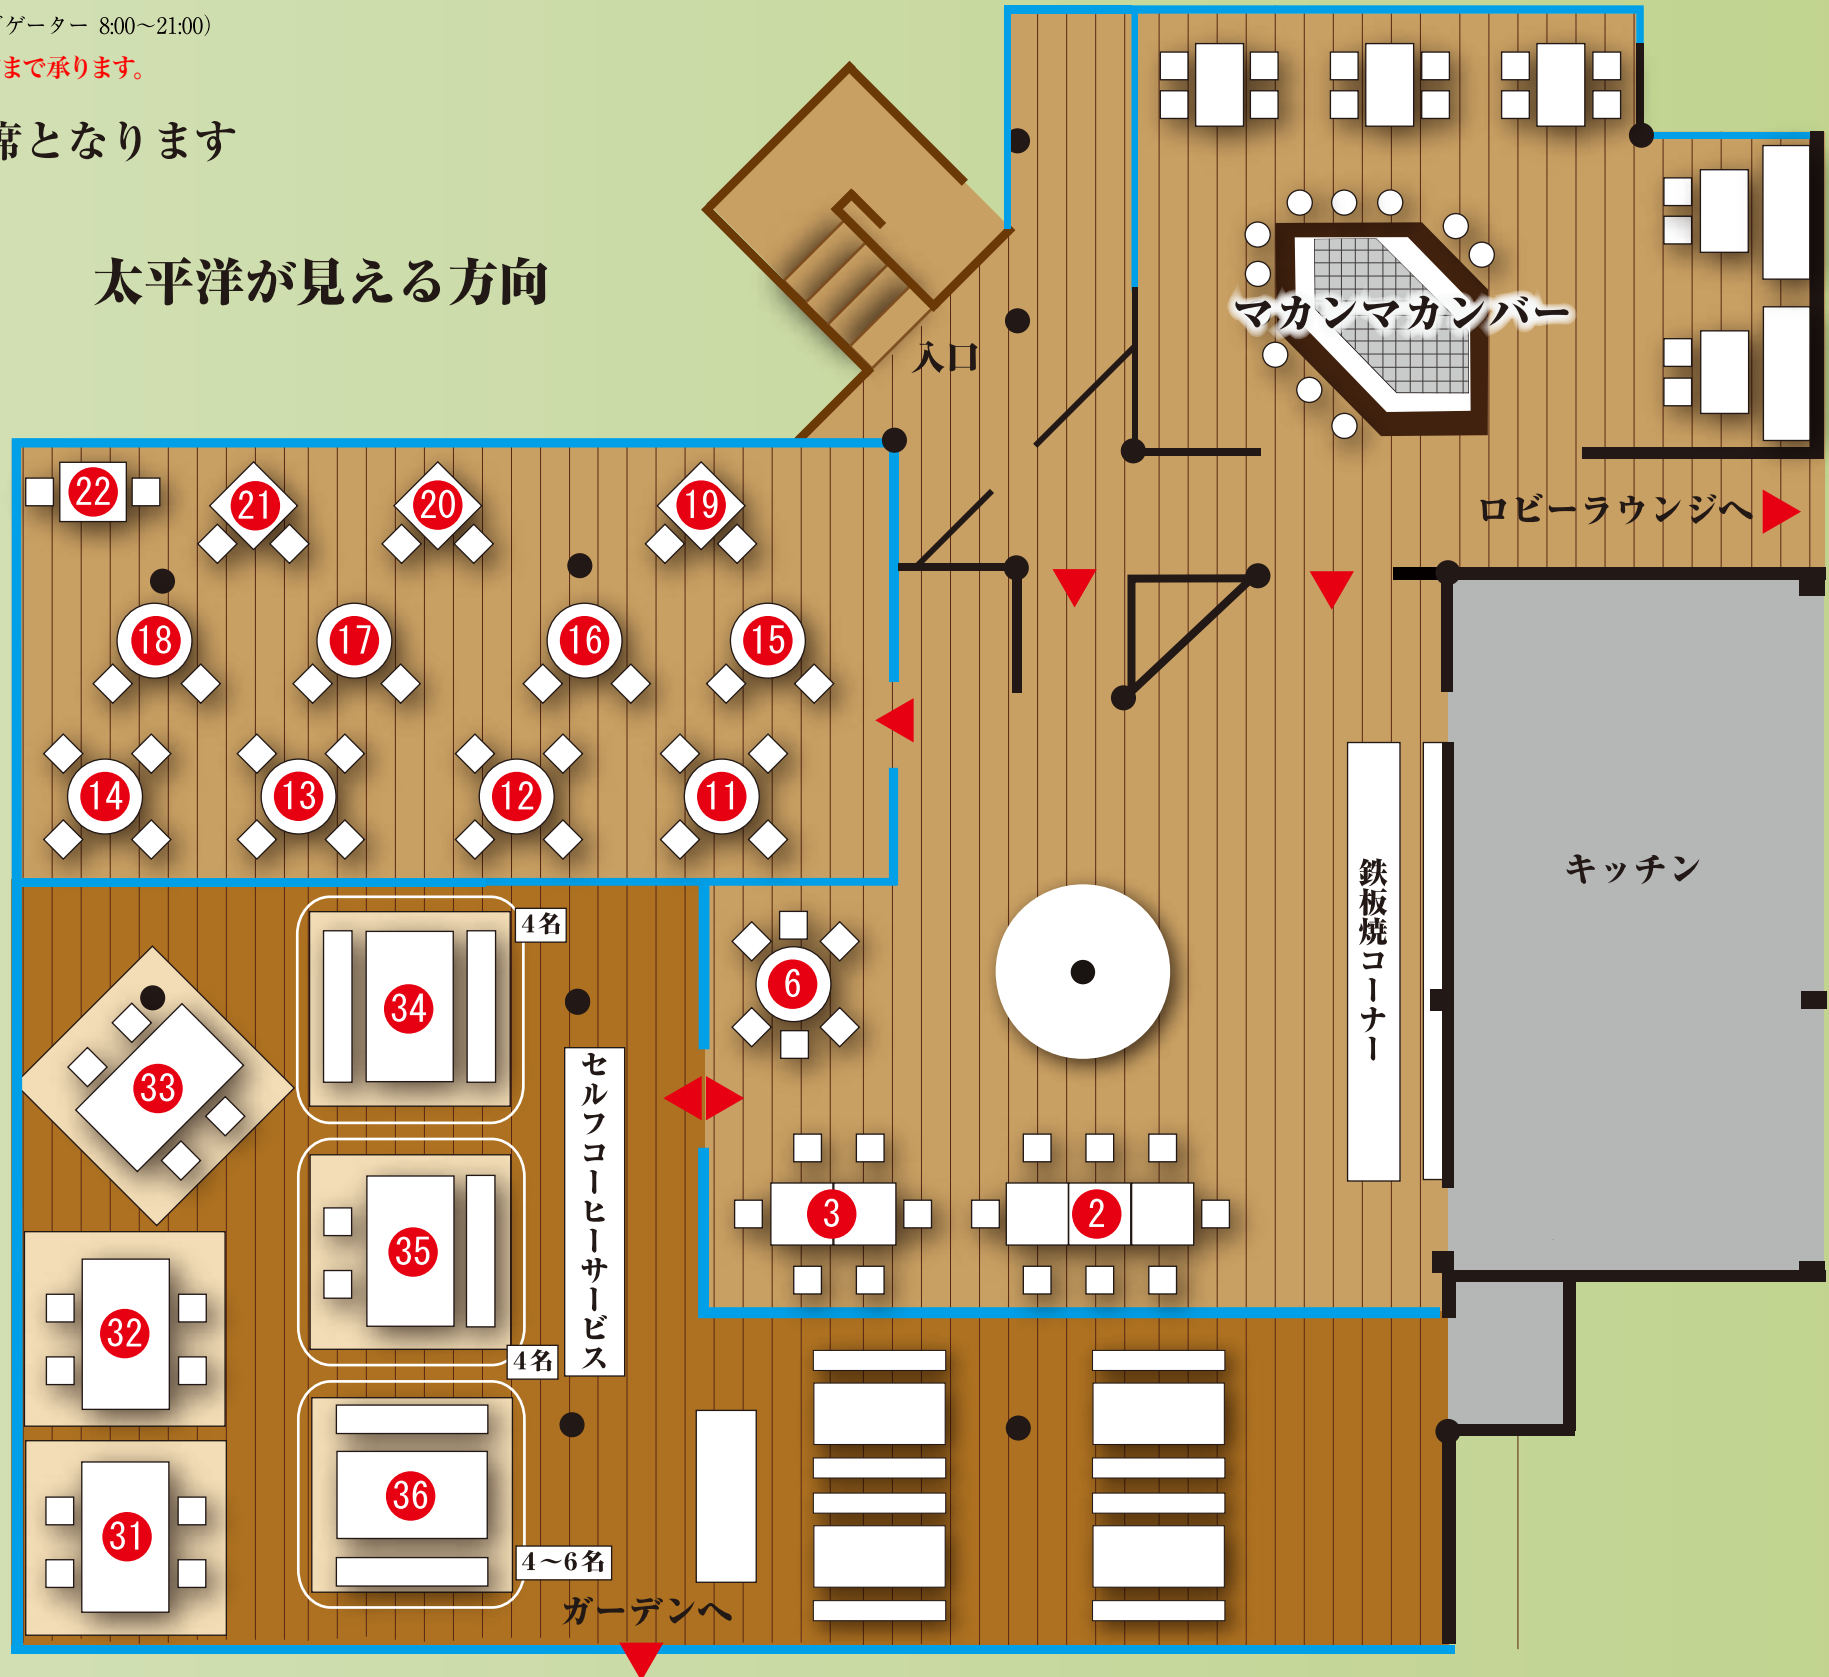 ゲーター 8:00～21:00）
まで承ります。
席となります
太平洋が見える方向
入口
マカンマカンバー
ロビーラウンジへ
22
21
20
19
18
17
16
15
14
13
12
11
キッチン
鉄板焼コーナー
4名
34
6
33
セルフコーヒーサービス
3
2
35
32
4名
36
31
4～6名
ガーデンへ